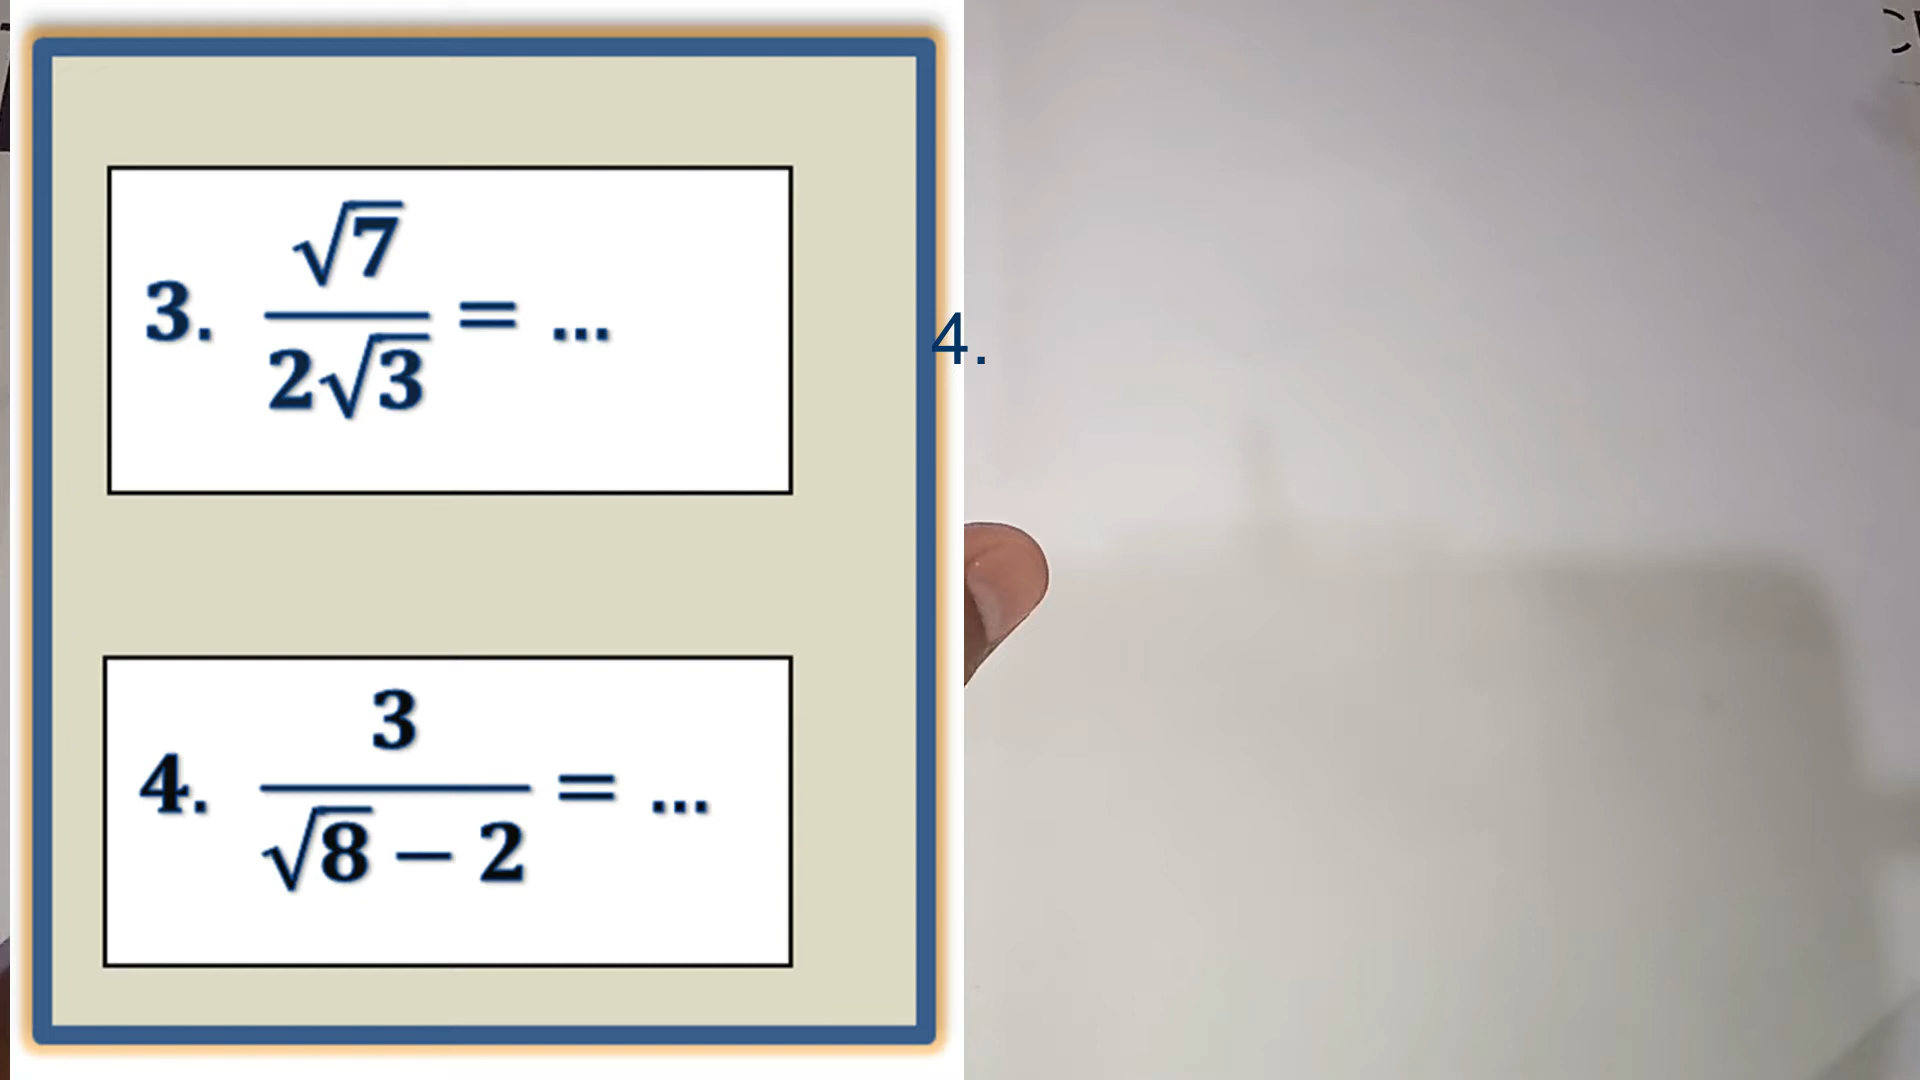 3. √7 / 2√3 = ...
4. 3 / √8 − 2 = ...
4.